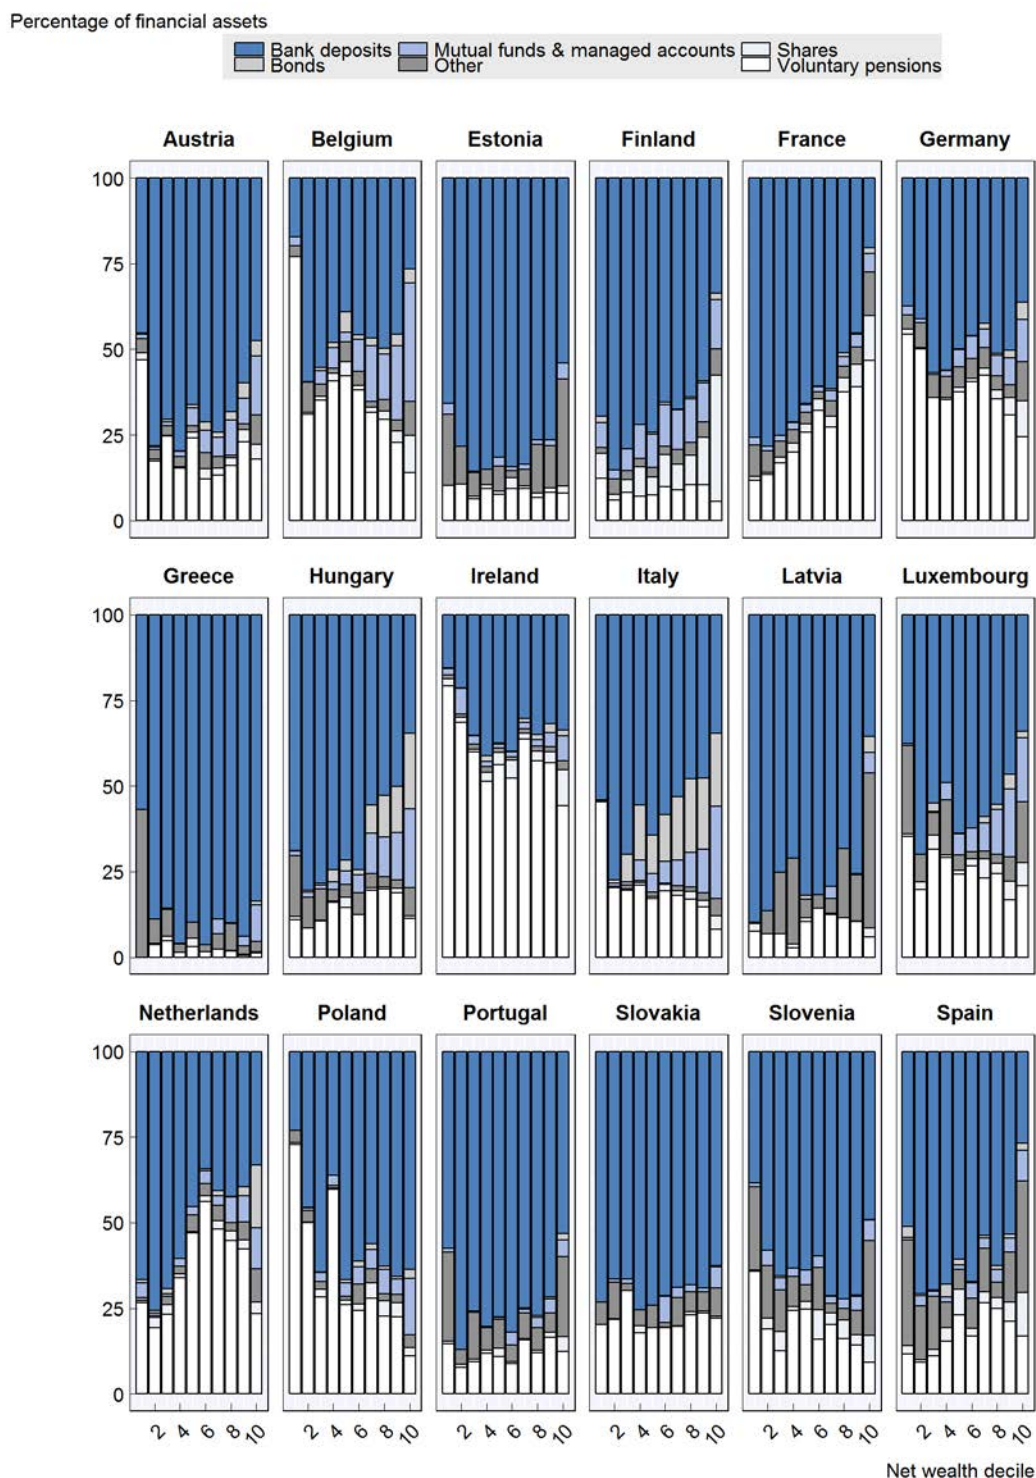 Percentage of financial assets
Bank deposits Mutual funds & managed accounts Shares
Bonds Other Voluntary pensions
Austria Belgium Estonia Finland France Germany
100
75
50
25
0
Greece Hungary Ireland Italy Latvia Luxembourg
100
75
50
25
0
Netherlands Poland Portugal Slovakia Slovenia Spain
100
75
50
25
0
2 4 6 8 10 2 4 6 8 10 2 4 6 8 10 2 4 6 8 10 2 4 6 8 10 2 4 6 8 10
Net wealth decile